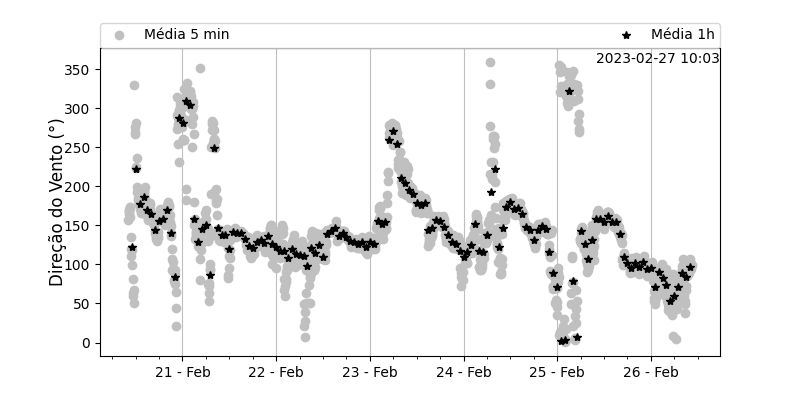 Média 5 min
Média 1h
2023-02-27 10:03
Direção do Vento (°)
350
300
250
200
150
100
50
0
21 - Feb
22 - Feb
23 - Feb
24 - Feb
25 - Feb
26 - Feb